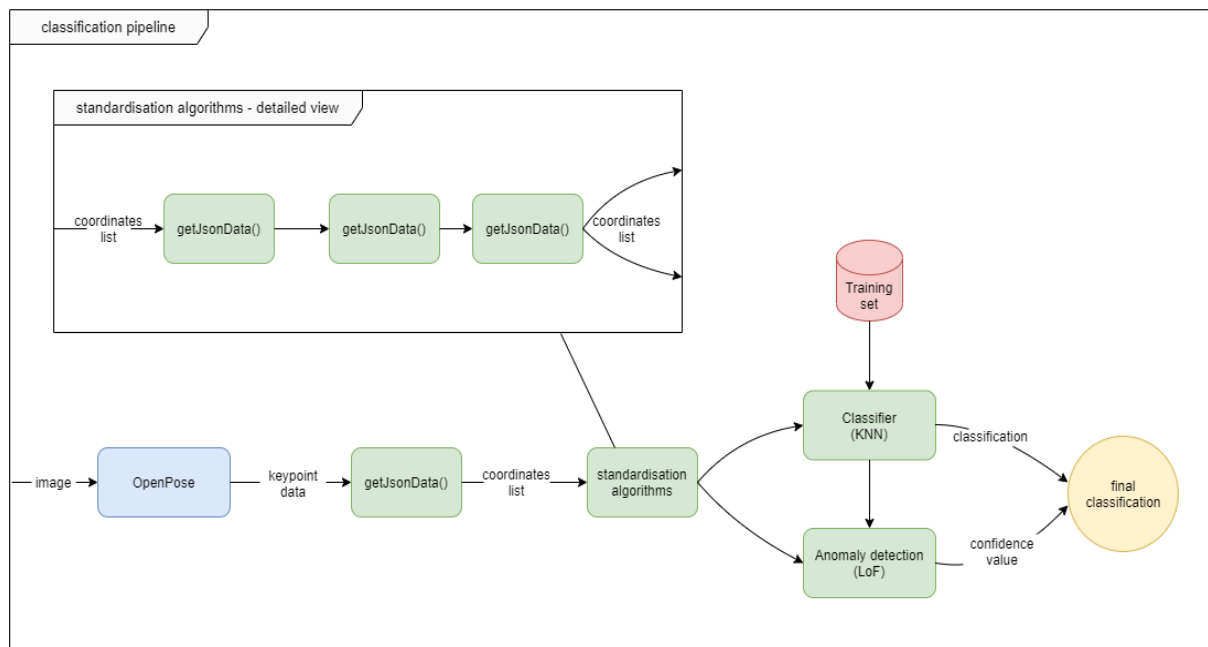 classification pipeline
standardisation algorithms - detailed view
coordinates
list
getJsonData()
getJsonData()
getJsonData()
coordinates
list
Training
set
Classifier
(KNN)
classification
image
OpenPose
keypoint
data
getJsonData()
coordinates
list
standardisation
algorithms
final
classification
Anomaly detection
(LoF)
confidence
value